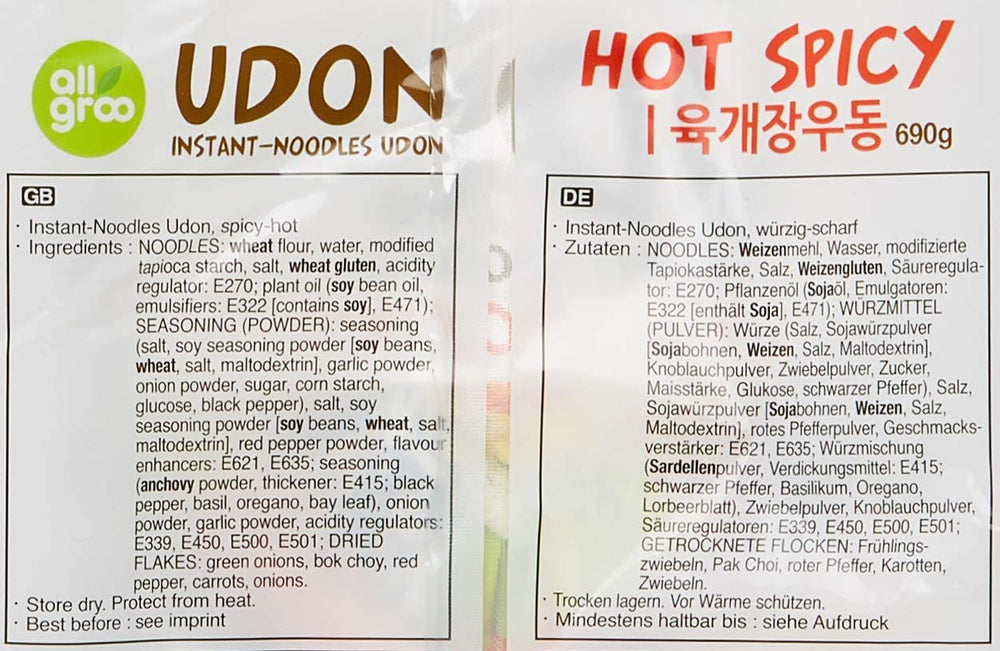 all groo
UDON
INSTANT-NOODLES UDON
HOT SPICY
| 육개장우동 690g
GB
· Instant-Noodles Udon, spicy-hot
· Ingredients : NOODLES: wheat flour, water, modified
tapioca starch, salt, wheat gluten, acidity
regulator: E270; plant oil (soy bean oil,
emulsifiers: E322 [contains soy], E471);
SEASONING (POWDER): seasoning
(salt, soy seasoning powder [soy beans,
wheat, salt, maltodextrin], garlic powder,
onion powder, sugar, corn starch,
glucose, black pepper), salt, soy
seasoning powder [soy beans, wheat, salt,
maltodextrin], red pepper powder, flavour
enhancers: E621, E635; seasoning
(anchovy powder, thickener: E415; black
pepper, basil, oregano, bay leaf), onion
powder, garlic powder, acidity regulators:
E339, E450, E500, E501; DRIED
FLAKES: green onions, bok choy, red
pepper, carrots, onions.
· Store dry. Protect from heat.
· Best before : see imprint
DE
· Instant-Noodles Udon, würzig-scharf
· Zutaten : NOODLES: Weizenmehl, Wasser, modifizierte
Tapiokastärke, Salz, Weizengluten, Säureregula-
tor: E270; Pflanzenöl (Sojaöl, Emulgatoren:
E322 [enthält Soja], E471); WÜRZMITTEL
(PULVER): Würze (Salz, Sojawürzpulver
[Sojabohnen, Weizen, Salz, Maltodextrin],
Knoblauchpulver, Zwiebelpulver, Zucker,
Maisstärke, Glukose, schwarzer Pfeffer), Salz,
Sojawürzpulver [Sojabohnen, Weizen, Salz,
Maltodextrin], rotes Pfefferpulver, Geschmacks-
verstärker: E621, E635; Würzmischung
(Sardellenpulver, Verdickungsmittel: E415;
schwarzer Pfeffer, Basilikum, Oregano,
Lorbeerblatt), Zwiebelpulver, Knoblauchpulver,
Säureregulatoren: E339, E450, E500, E501;
GETROCKNETE FLOCKEN: Frühlings-
zwiebeln, Pak Choi, roter Pfeffer, Karotten,
Zwiebeln.
· Trocken lagern. Vor Wärme schützen.
· Mindestens haltbar bis : siehe Aufdruck